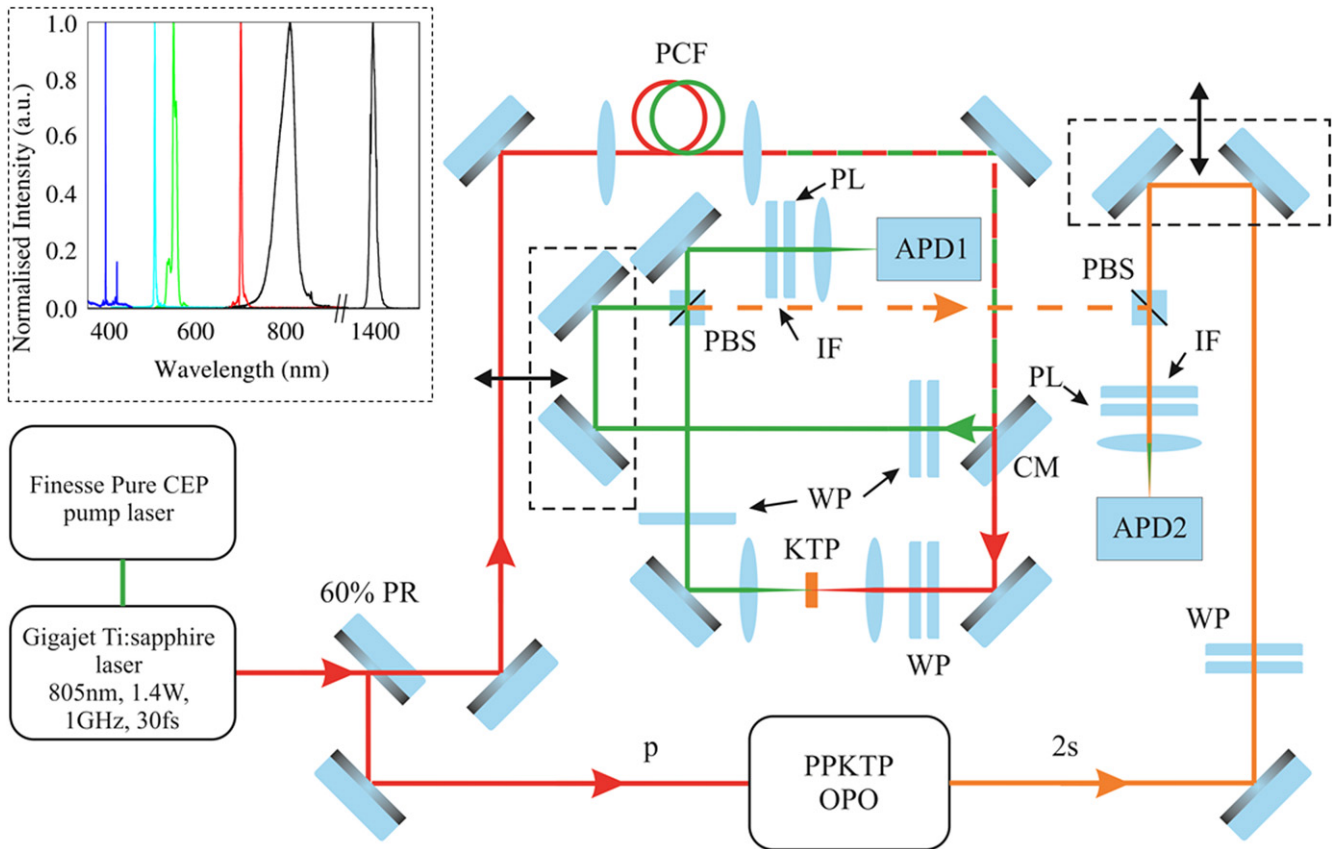 Normalised Intensity (a.u.)
1.0
0.8
0.6
0.4
0.2
0.0
400
600
800
1400
Wavelength (nm)
PCF
PL
APD1
PBS
IF
PBS
IF
PL
APD2
CM
WP
KTP
WP
WP
Finesse Pure CEP
pump laser
60% PR
Gigajet Ti:sapphire
laser
805nm, 1.4W,
1GHz, 30fs
p
PPKTP
OPO
2s